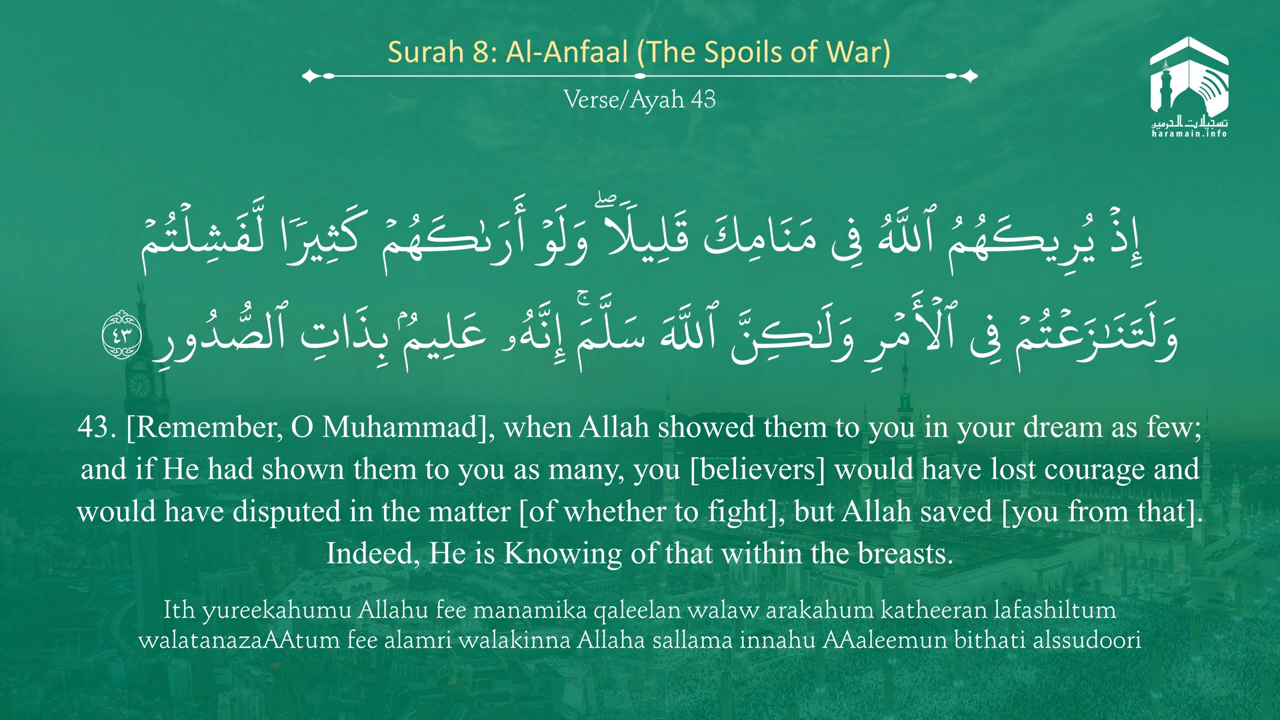 Surah 8: Al-Anfaal (The Spoils of War)
Verse/Ayah 43
تسجيلات الحرمين
haramain.info
إِذْ يُرِيكَهُمُ ٱللَّهُ فِى مَنَامِكَ قَلِيلًۭا ۖ وَلَوْ أَرَىٰكَهُمْ كَثِيرًۭا لَّفَشِلْتُمْ
وَلَتَنَـٰزَعْتُمْ فِى ٱلْأَمْرِ وَلَـٰكِنَّ ٱللَّهَ سَلَّمَ ۚ إِنَّهُۥ عَلِيمٌۢ بِذَاتِ ٱلصُّدُورِ ٤٣
43. [Remember, O Muhammad], when Allah showed them to you in your dream as few;
and if He had shown them to you as many, you [believers] would have lost courage and
would have disputed in the matter [of whether to fight], but Allah saved [you from that].
Indeed, He is Knowing of that within the breasts.
Ith yureekahumu Allahu fee manamika qaleelan walaw arakahum katheeran lafashiltum
walatanazaAAtum fee alamri walakinna Allaha sallama innahu AAaleemun bithati alssudoori